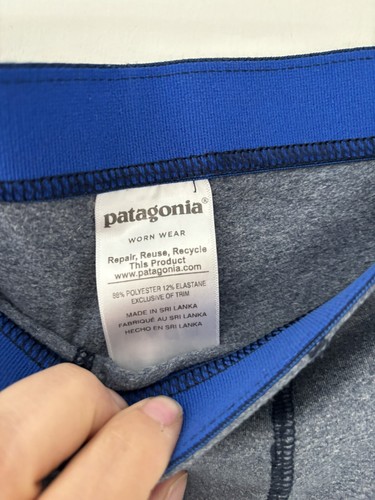 patagonia®
WORN WEAR
Repair, Reuse, Recycle
This Product
www.patagonia.com
88% POLYESTER 12% ELASTANE
EXCLUSIVE OF TRIM
MADE IN SRI LANKA
FABRIQUÉ AU SRI LANKA
HECHO EN SRI LANKA